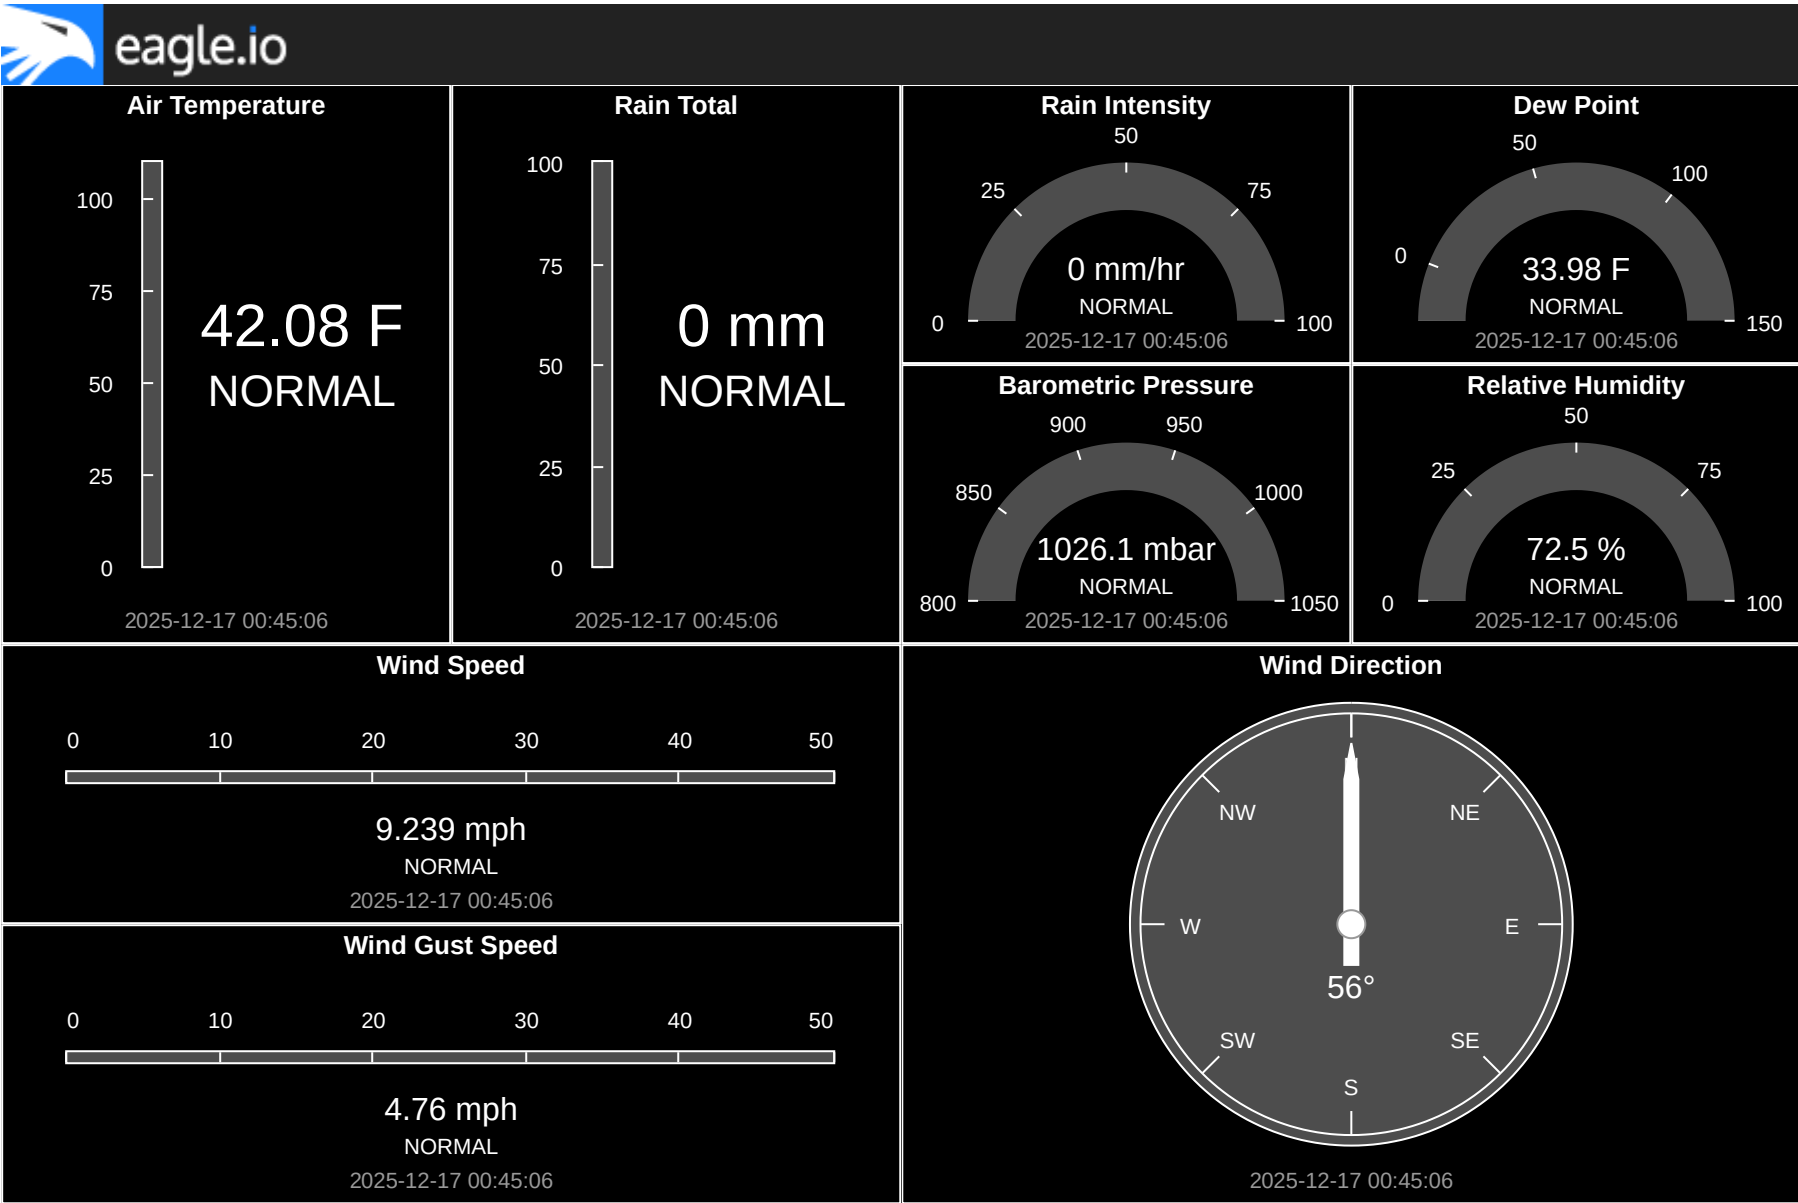 eagle.io
Air Temperature
100
75
50
25
0
42.08 F
NORMAL
2025-12-17 00:45:06
Rain Total
100
75
50
25
0
0 mm
NORMAL
2025-12-17 00:45:06
Rain Intensity
0
25
50
75
100
0 mm/hr
NORMAL
2025-12-17 00:45:06
Dew Point
0
50
100
150
33.98 F
NORMAL
2025-12-17 00:45:06
Barometric Pressure
800
850
900
950
1000
1050
1026.1 mbar
NORMAL
2025-12-17 00:45:06
Relative Humidity
0
25
50
75
100
72.5 %
NORMAL
2025-12-17 00:45:06
Wind Speed
0 10 20 30 40 50
9.239 mph
NORMAL
2025-12-17 00:45:06
Wind Gust Speed
0 10 20 30 40 50
4.76 mph
NORMAL
2025-12-17 00:45:06
Wind Direction
NW NE
W E
56°
SW SE
S
2025-12-17 00:45:06